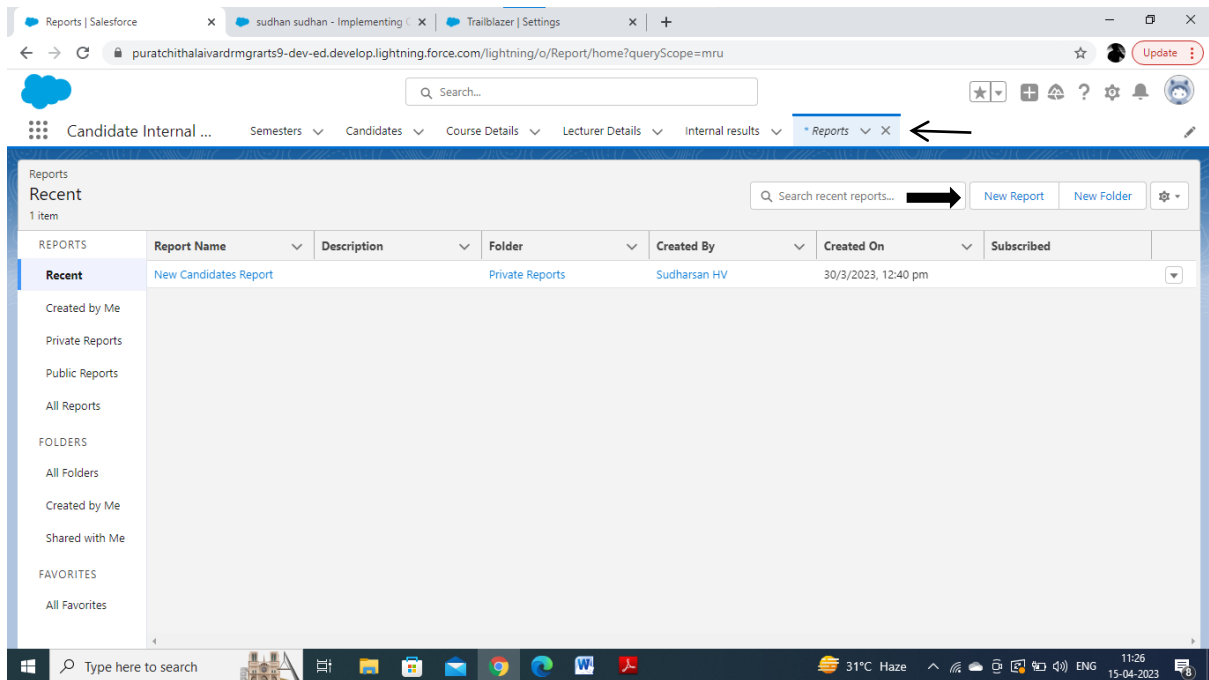 Reports | Salesforce
sudhan sudhan - Implementing C
Trailblazer | Settings
puratchithalaivardrmgrarts9-dev-ed.develop.lightning.force.com/lightning/o/Report/home?queryScope=mru
Update
Search...
Candidate Internal ...
Semesters
Candidates
Course Details
Lecturer Details
Internal results
* Reports
Reports
Recent
1 item
Search recent reports...
New Report
New Folder
REPORTS
Report Name
Description
Folder
Created By
Created On
Subscribed
Recent
New Candidates Report
Private Reports
Sudharsan HV
30/3/2023, 12:40 pm
Created by Me
Private Reports
Public Reports
All Reports
FOLDERS
All Folders
Created by Me
Shared with Me
FAVORITES
All Favorites
Type here to search
31°C Haze
ENG
11:26
15-04-2023
8